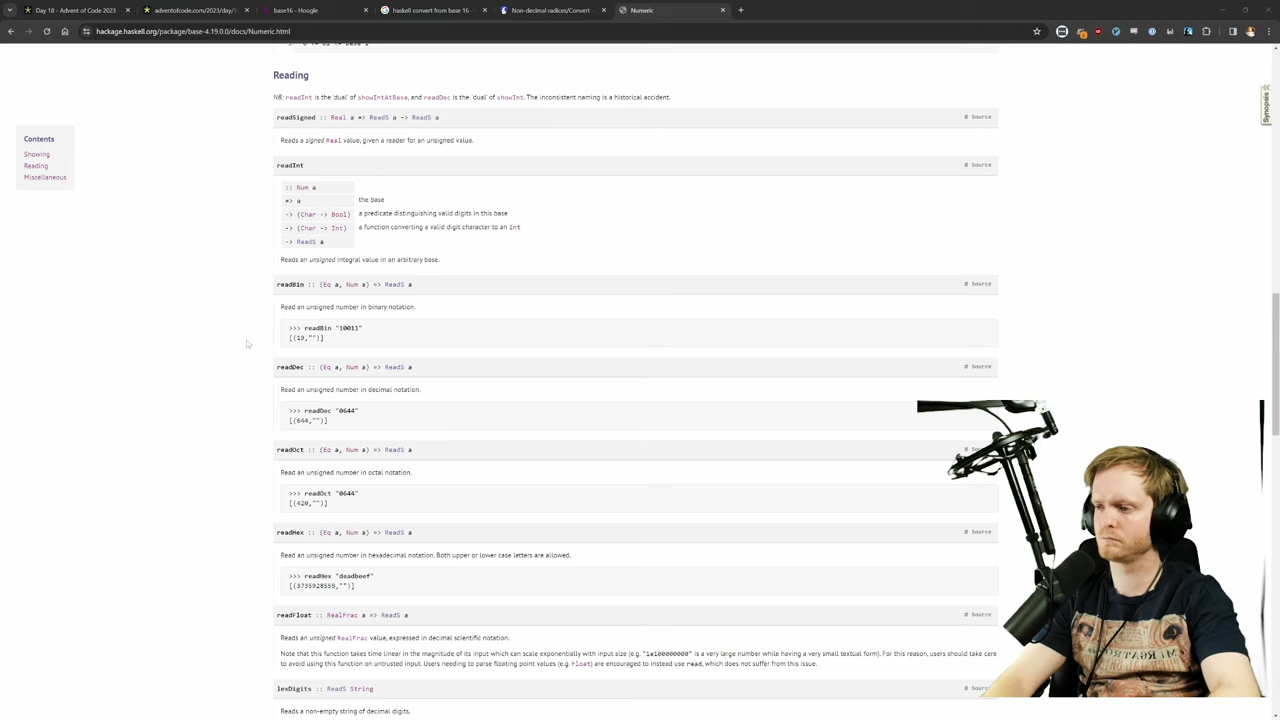 Day 18 - Advent of Code 2023
adventofcode.com/2023/day/
base16 - Google
haskell convert from base 16 -
Non-decimal radices/Convert -
Numeric
hackage.haskell.org/package/base-4.19.0.0/docs/Numeric.html
Reading
NB: readInt is the 'dual' of showIntAtBase, and readDec is the `dual' of showInt. The inconsistent naming is a historical accident.
readSigned :: Real a => ReadS a -> ReadS a
# Source
Reads a signed Real value, given a reader for an unsigned value.
readInt
# Source
:: Num a
=> a
the base
-> (Char -> Bool)
a predicate distinguishing valid digits in this base
-> (Char -> Int)
a function converting a valid digit character to an Int
-> ReadS a
Reads an unsigned integral value in an arbitrary base.
readBin :: (Eq a, Num a) => ReadS a
# Source
Read an unsigned number in binary notation.
>>> readBin "10011"
[(19,"")]
readDec :: (Eq a, Num a) => ReadS a
# Source
Read an unsigned number in decimal notation.
>>> readDec "0644"
[(644,"")]
readOct :: (Eq a, Num a) => ReadS a
Read an unsigned number in octal notation.
>>> readOct "0644"
[(420,"")]
readHex :: (Eq a, Num a) => ReadS a
# Source
Read an unsigned number in hexadecimal notation. Both upper or lower case letters are allowed.
>>> readHex "deadbeef"
[(3735928559,"")]
readFloat :: RealFrac a => ReadS a
# Source
Reads an unsigned RealFrac value, expressed in decimal scientific notation.
Note that this function takes time linear in the magnitude of its input which can scale exponentially with input size (e.g. "1e100000000" is a very large number while having a very small textual form). For this reason, users should take care
to avoid using this function on untrusted input. Users needing to parse floating point values (e.g. Float) are encouraged to instead use read, which does not suffer from this issue.
lexDigits :: ReadS String
Reads a non-empty string of decimal digits.
Contents
Showing
Reading
Miscellaneous
Synopsis